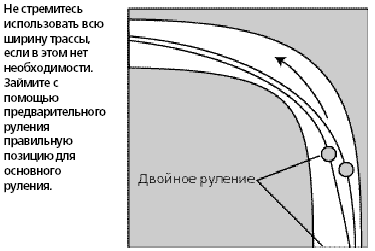 Не стремитесь
использовать всю
ширину трассы,
если в этом нет
необходимости.
Займите с
помощью
предварительного
руления
правильную
позицию для
основного
руления.
Двойное руление